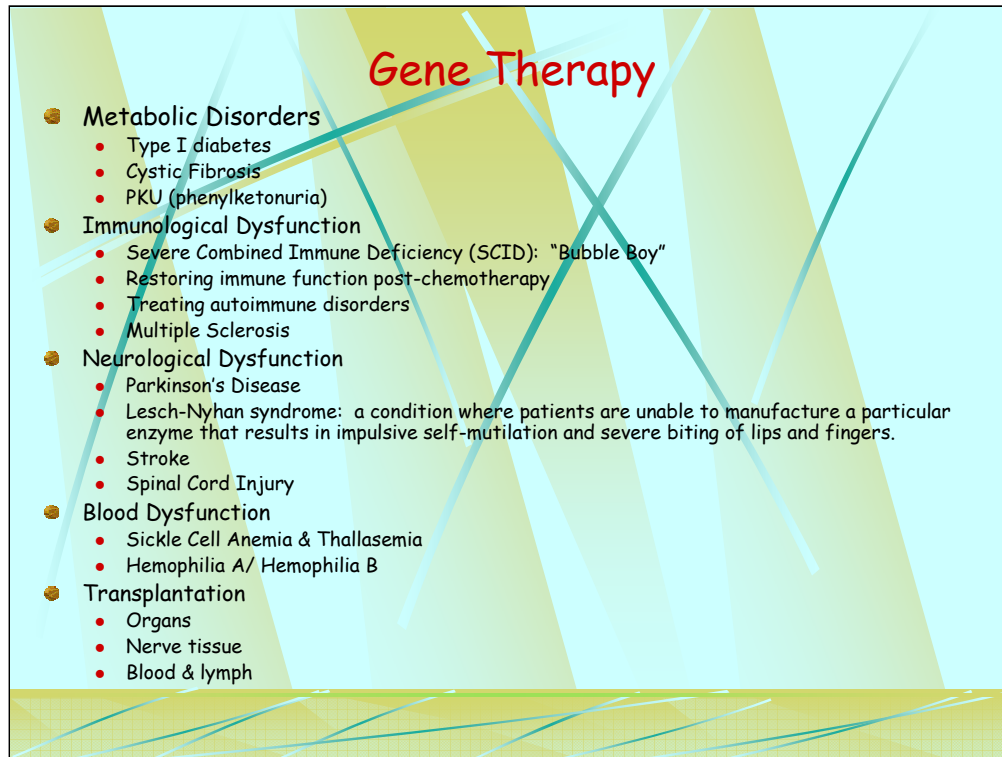 Gene Therapy
Metabolic Disorders
Type I diabetes
Cystic Fibrosis
PKU (phenylketonuria)
Immunological Dysfunction
Severe Combined Immune Deficiency (SCID): “Bubble Boy”
Restoring immune function post-chemotherapy
Treating autoimmune disorders
Multiple Sclerosis
Neurological Dysfunction
Parkinson’s Disease
Lesch-Nyhan syndrome: a condition where patients are unable to manufacture a particular
enzyme that results in impulsive self-mutilation and severe biting of lips and fingers.
Stroke
Spinal Cord Injury
Blood Dysfunction
Sickle Cell Anemia & Thallasemia
Hemophilia A/ Hemophilia B
Transplantation
Organs
Nerve tissue
Blood & lymph